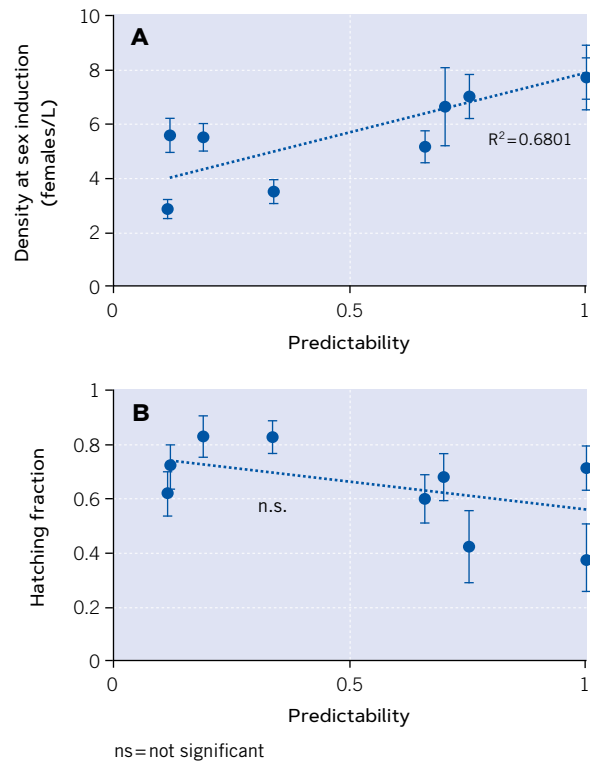 A
Density at sex induction
(females/L)
10
8
6
4
2
0
R²=0.6801
0
0.5
1
Predictability
B
Hatching fraction
1
0.8
0.6
0.4
0.2
0
n.s.
0
0.5
1
Predictability
ns=not significant